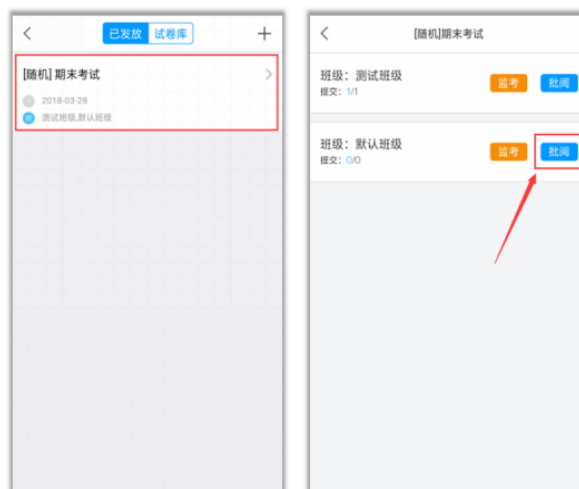 已发放 试卷库
[随机] 期末考试
2018-03-28
测试班级,默认班级
[随机]期末考试
班级：测试班级
提交：1/1
监考 批阅
班级：默认班级
提交：0/0
监考 批阅